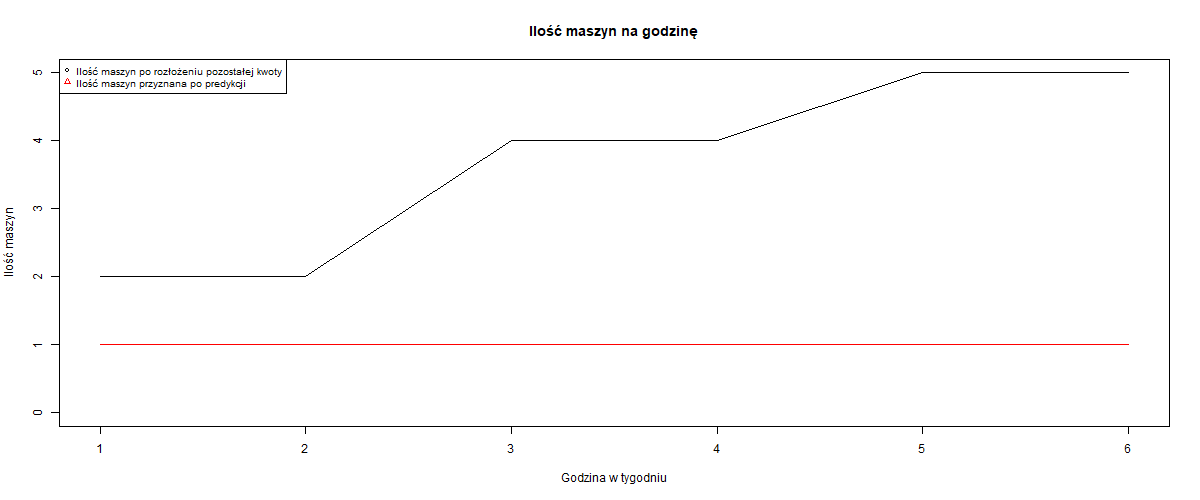 Ilość maszyn na godzinę
Ilość maszyn po rozłożeniu pozostałej kwoty
Ilość maszyn przyznana po predykcji
Ilość maszyn
5
4
3
2
1
0
1 2 3 4 5 6
Godzina w tygodniu